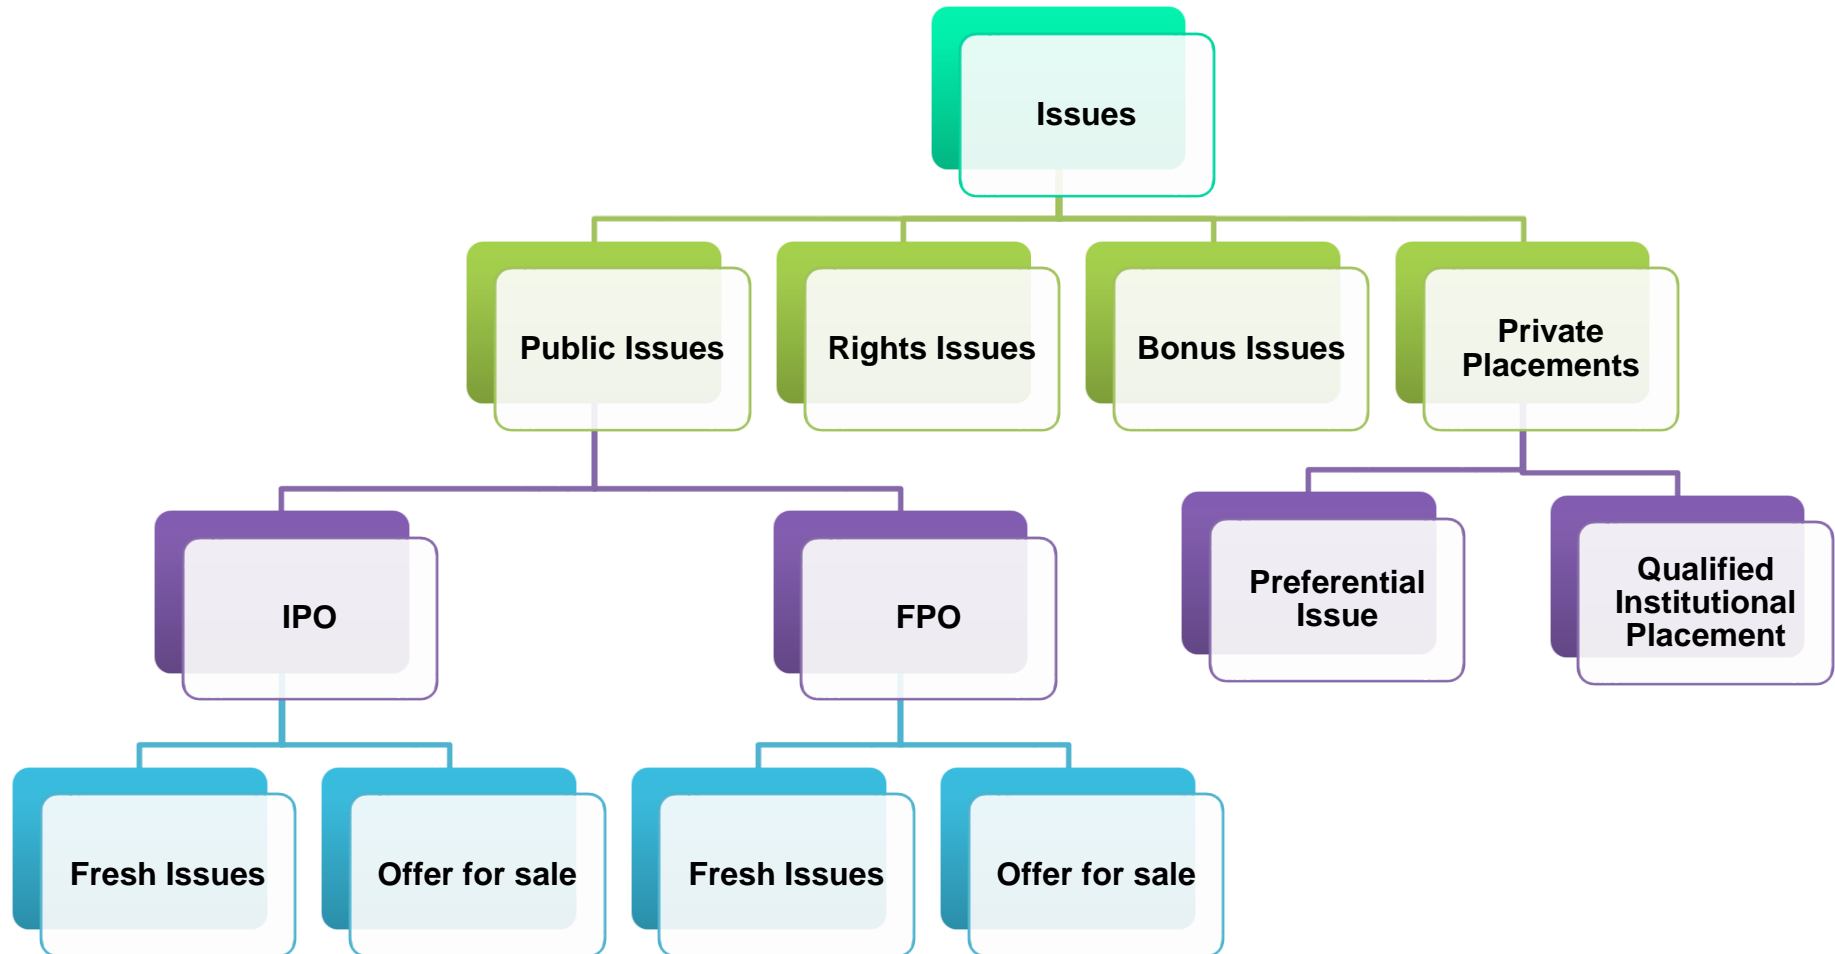 Issues
Public Issues
Rights Issues
Bonus Issues
Private
Placements
IPO
FPO
Preferential
Issue
Qualified
Institutional
Placement
Fresh Issues
Offer for sale
Fresh Issues
Offer for sale